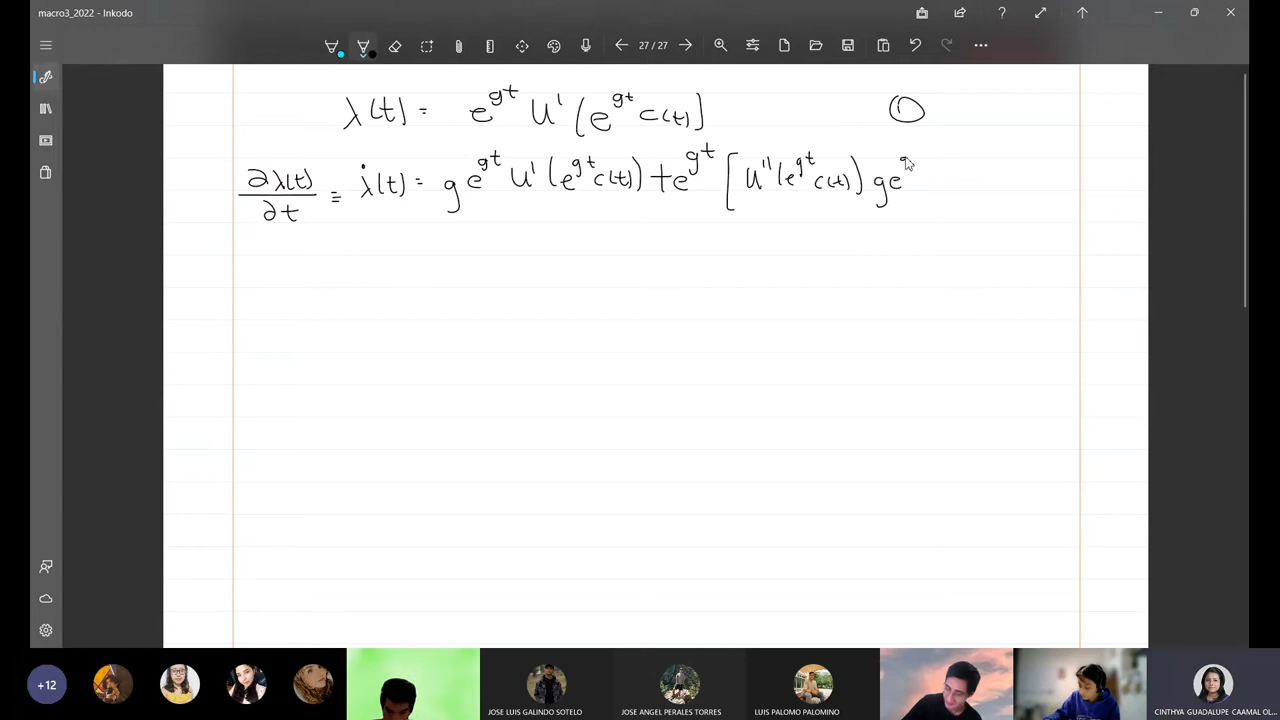 macro3_2022 - Inkodo
27 / 27
λ(t) = e^{gt} U'(e^{gt} c(t)) ①
∂λ(t)/∂t ≡ λ̇(t) = g e^{gt} U'(e^{gt} c(t)) + e^{gt} [U''(e^{gt} c(t)) g e^{g
+12
JOSE LUIS GALINDO SOTELO
JOSE ANGEL PERALES TORRES
LUIS PALOMO PALOMINO
CINTHYA GUADALUPE CAAMAL OL...